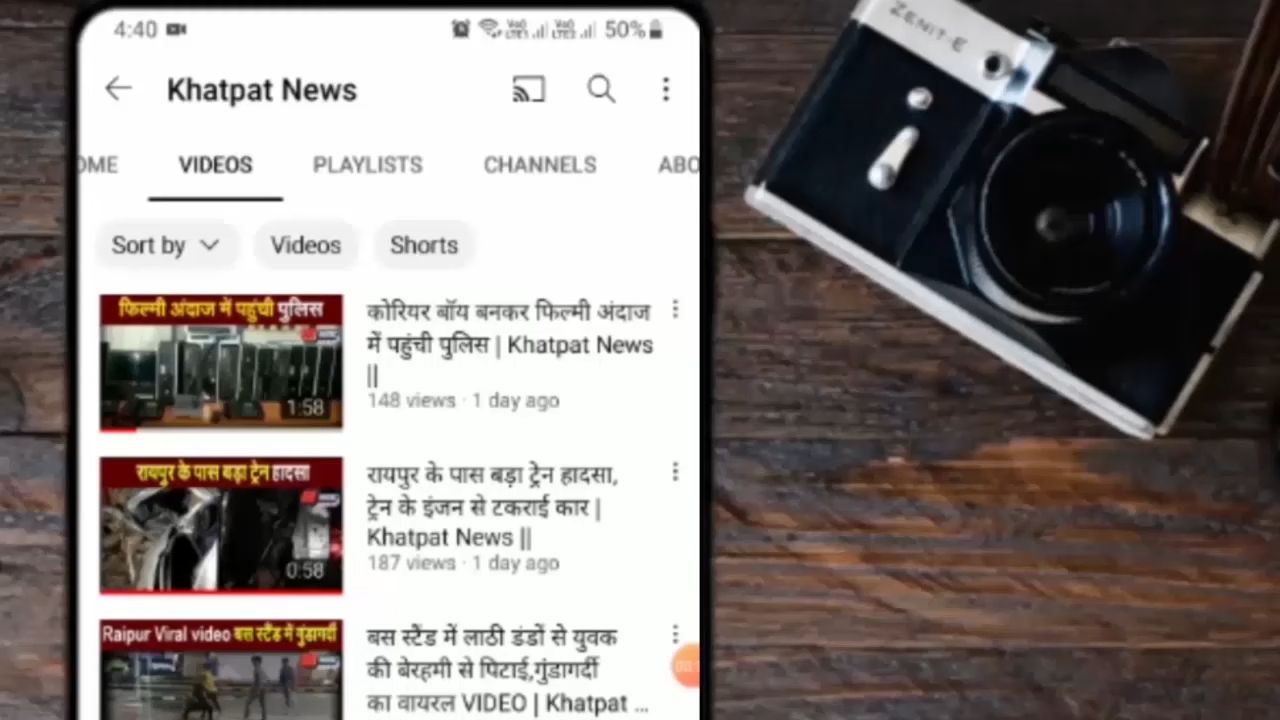 4:40 50%
Khatpat News
OME VIDEOS PLAYLISTS CHANNELS ABO
Sort by Videos Shorts
फिल्मी अंदाज में पहुंची पुलिस
1:58
कोरियर बॉय बनकर फिल्मी अंदाज
में पहुंची पुलिस | Khatpat News
||
148 views · 1 day ago
रायपुर के पास बड़ा ट्रेन हादसा
0:58
रायपुर के पास बड़ा ट्रेन हादसा,
ट्रेन के इंजन से टकराई कार |
Khatpat News ||
187 views · 1 day ago
Raipur Viral video बस स्टैंड में गुंडागर्दी
बस स्टैंड में लाठी डंडों से युवक
की बेरहमी से पिटाई,गुंडागर्दी
का वायरल VIDEO | Khatpat ...
ZENIT-E